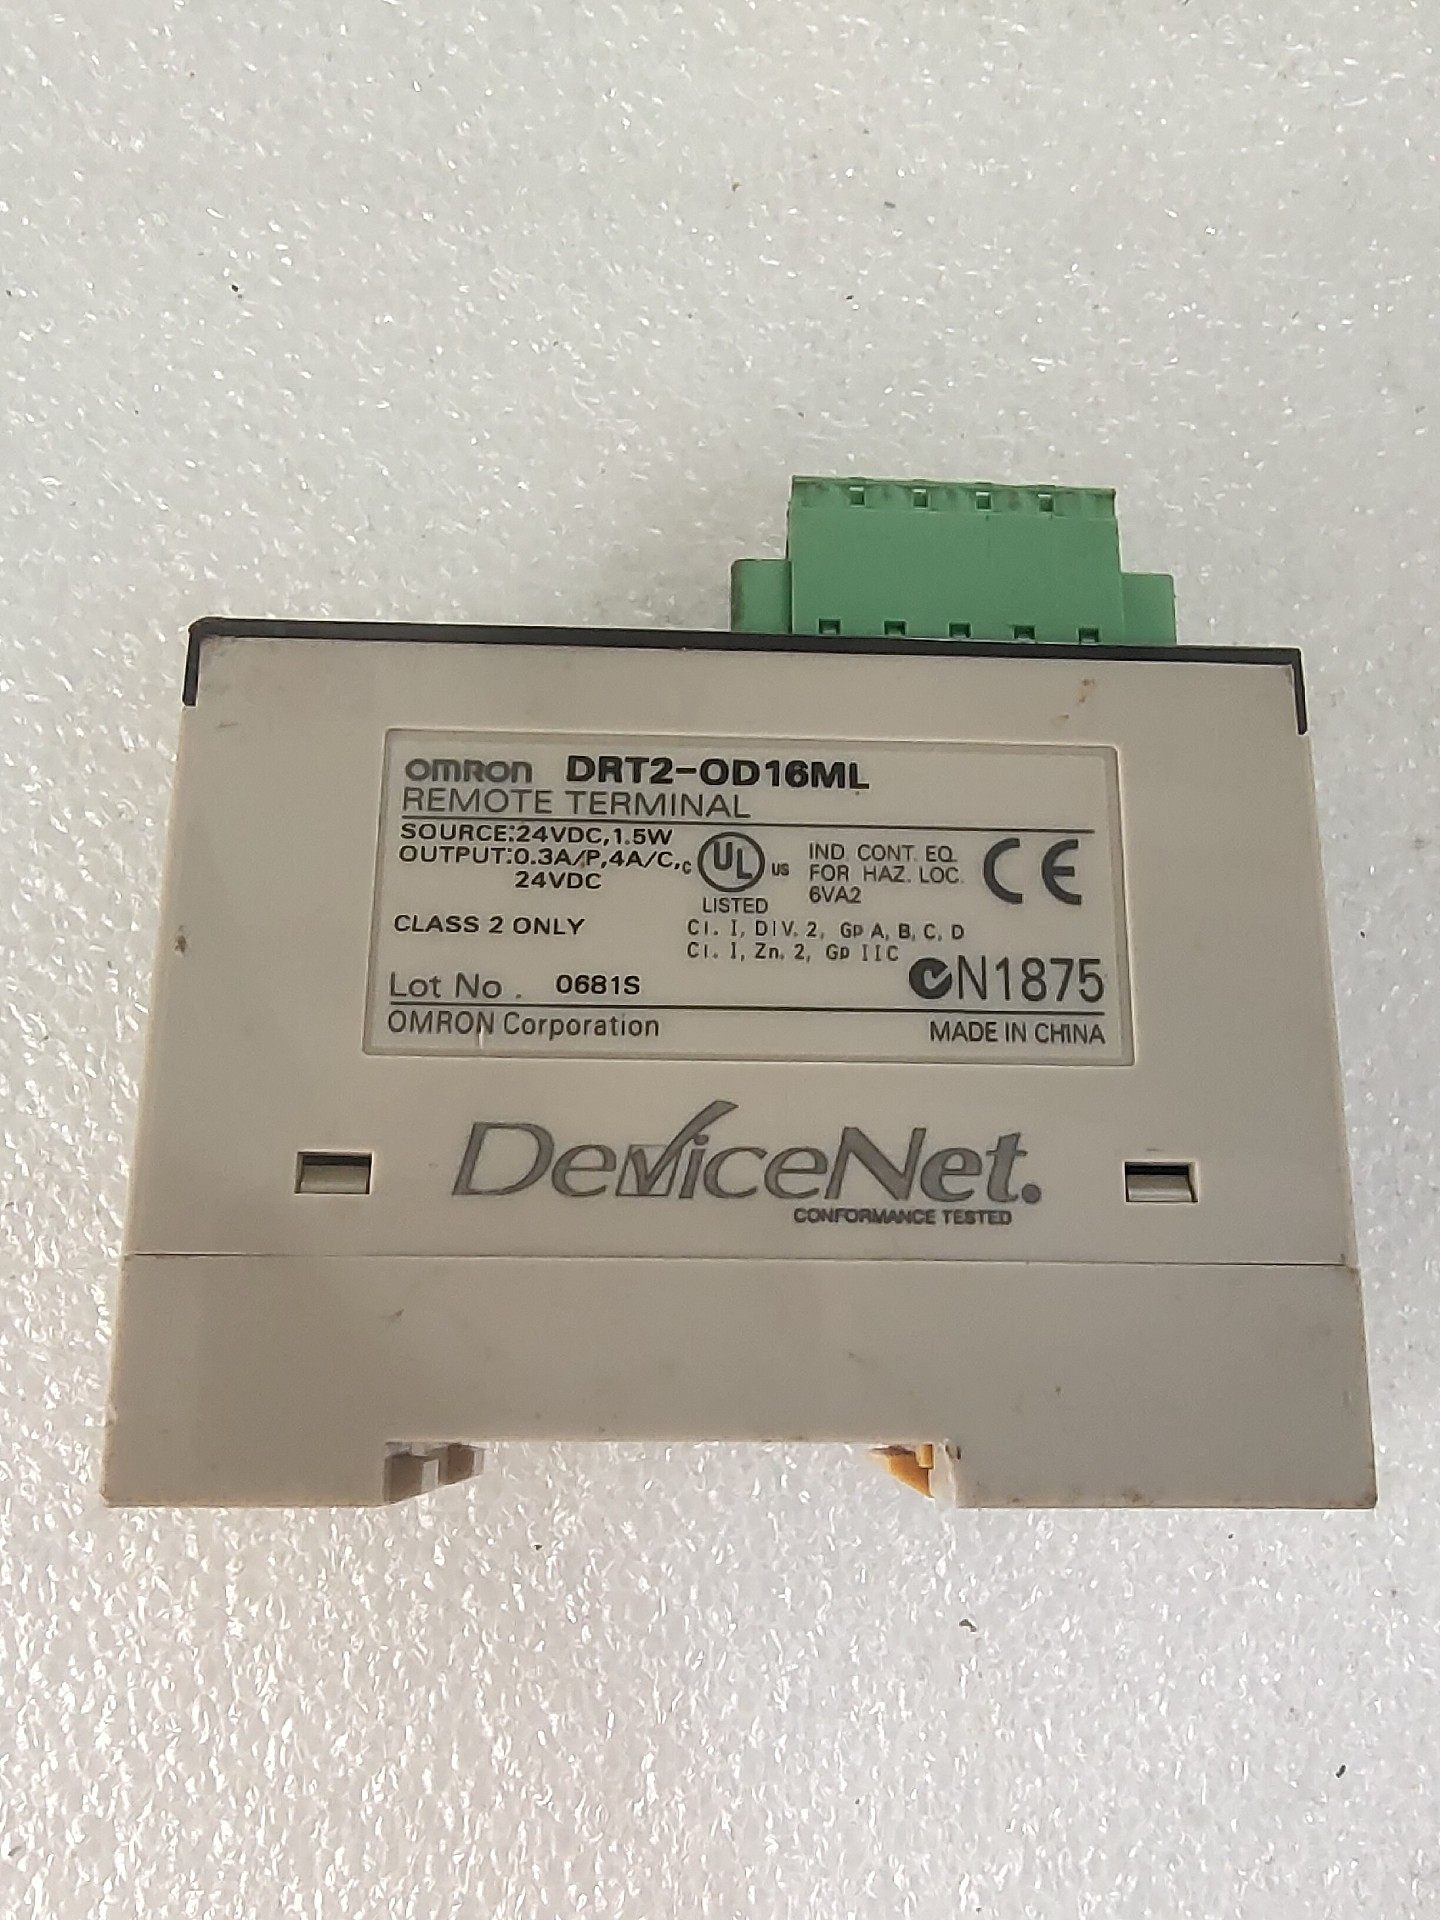 OMRON DRT2-OD16ML
REMOTE TERMINAL
SOURCE:24VDC,1.5W
OUTPUT:0.3A/P,4A/C,
24VDC
CLASS 2 ONLY
C UL US
LISTED
IND. CONT. EQ.
FOR HAZ. LOC.
6VA2
CE
Cl. I, DIV. 2, Gp A, B, C, D
Cl. I, Zn. 2, Gp IIC
N1875
Lot No. 0681S
OMRON Corporation
MADE IN CHINA
DeviceNet.
CONFORMANCE TESTED